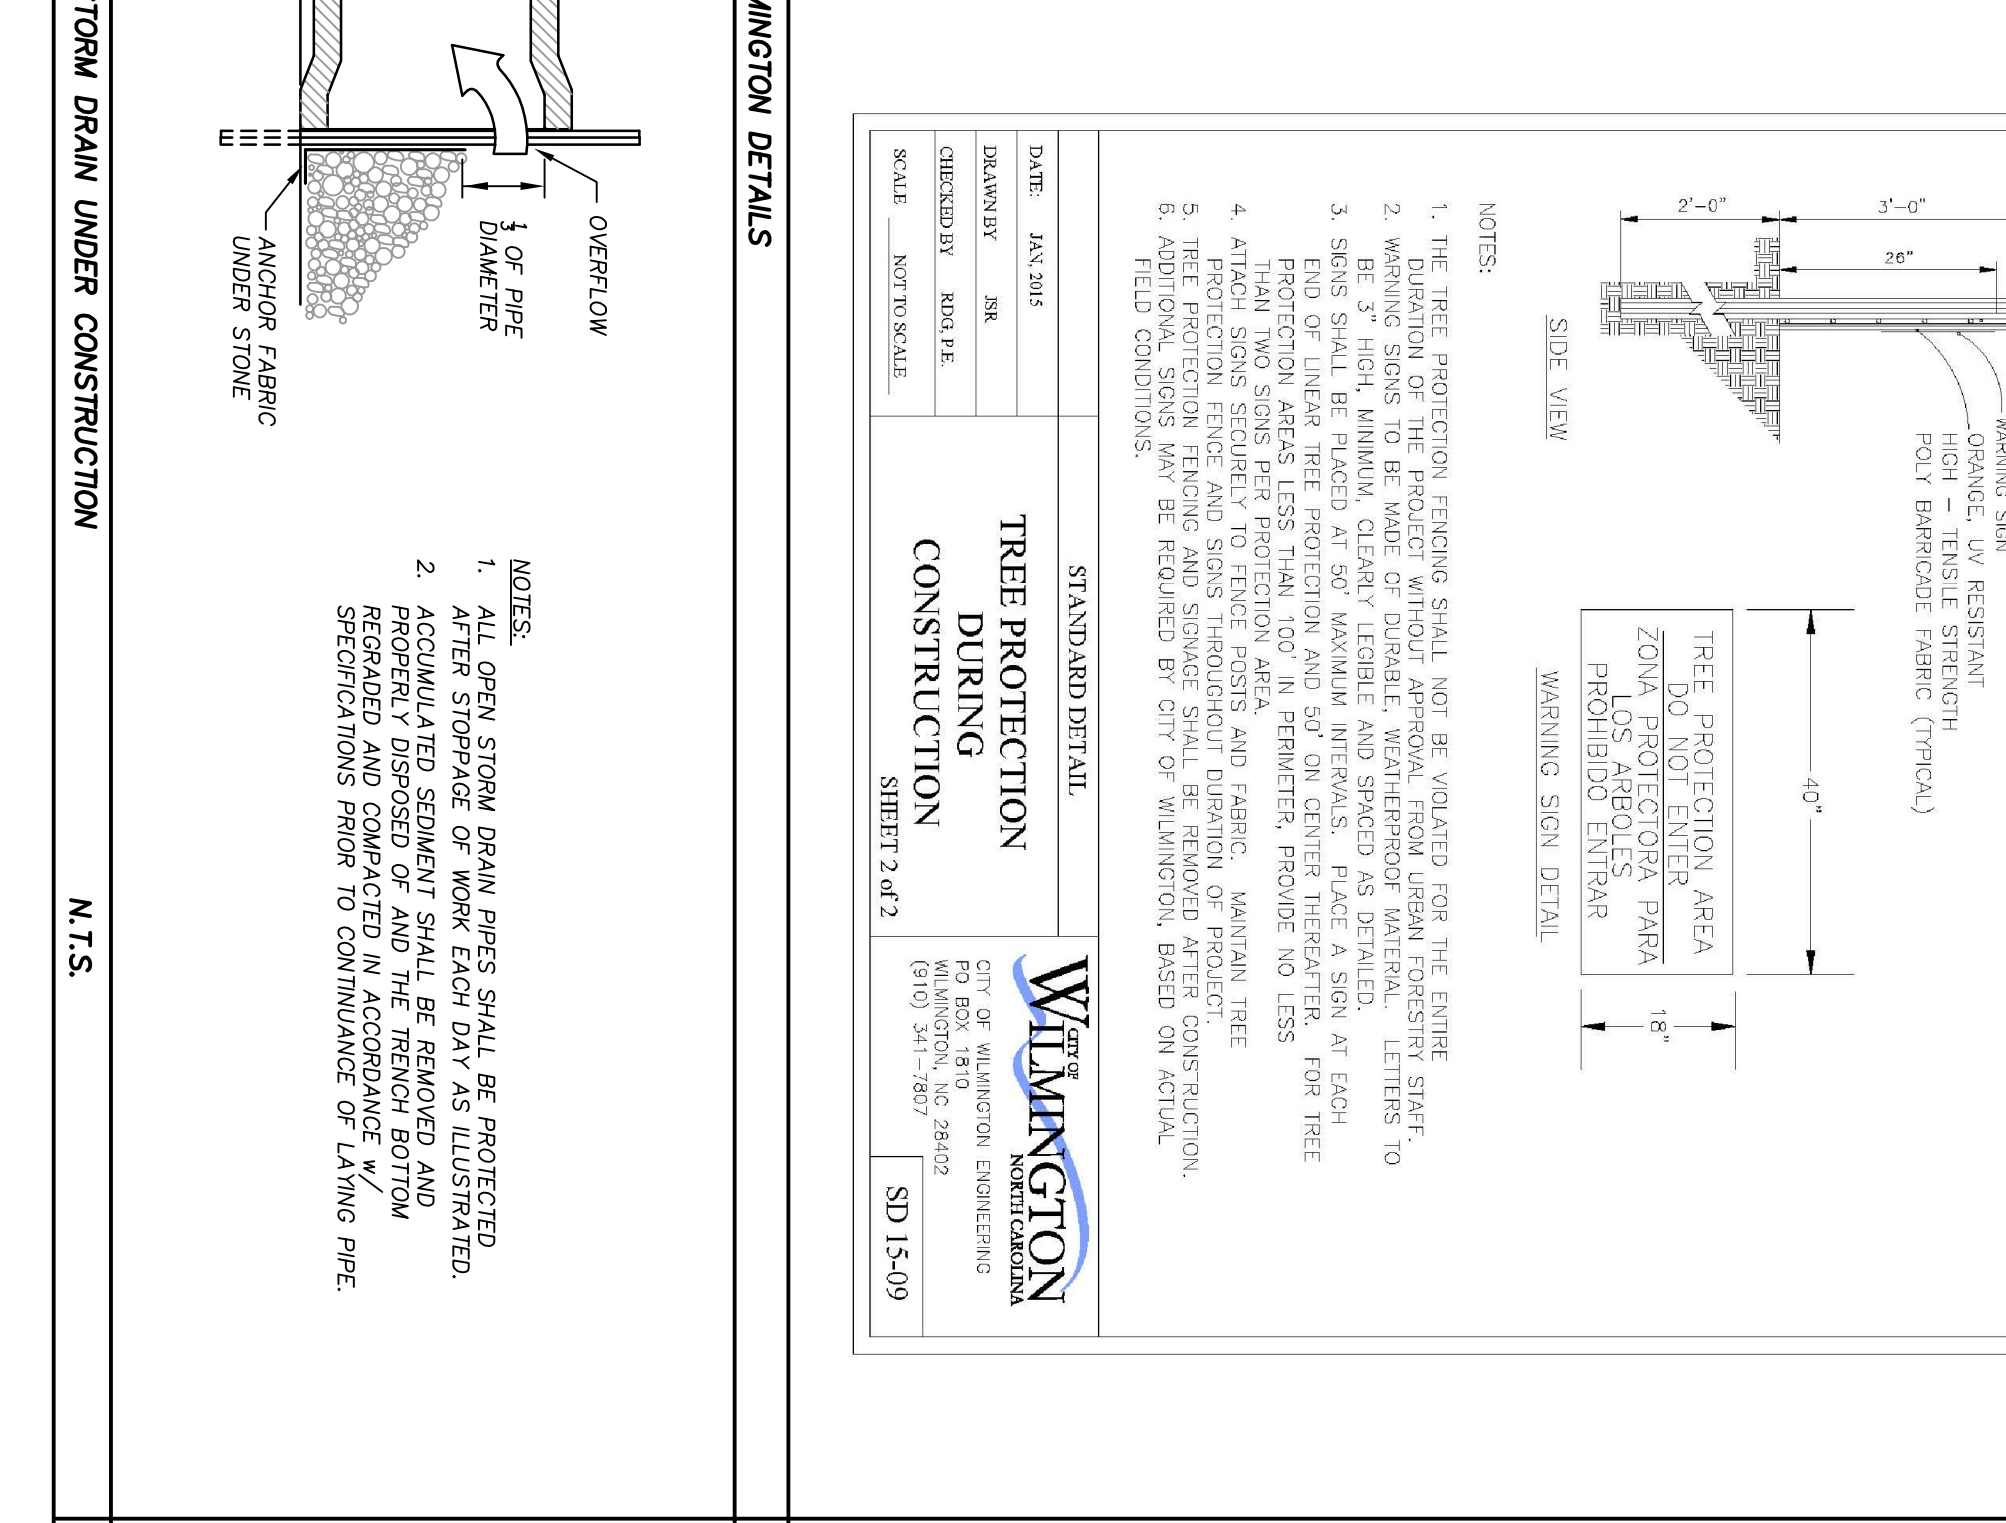 2'-0"
3'-0"
26"
WARNING SIGN
ORANGE, UV RESISTANT
HIGH – TENSILE STRENGTH
POLY BARRICADE FABRIC (TYPICAL)
SIDE VIEW
40"
18"
TREE PROTECTION AREA
DO NOT ENTER
ZONA PROTECTORA PARA
LOS ARBOLES
PROHIBIDO ENTRAR
WARNING SIGN DETAIL
NOTES:
1. THE TREE PROTECTION FENCING SHALL NOT BE VIOLATED FOR THE ENTIRE
DURATION OF THE PROJECT WITHOUT APPROVAL FROM URBAN FORESTRY STAFF.
2. WARNING SIGNS TO BE MADE OF DURABLE, WEATHERPROOF MATERIAL. LETTERS TO
BE 3" HIGH, MINIMUM, CLEARLY LEGIBLE AND SPACED AS DETAILED.
3. SIGNS SHALL BE PLACED AT 50' MAXIMUM INTERVALS. PLACE A SIGN AT EACH
END OF LINEAR TREE PROTECTION AND 50' ON CENTER THEREAFTER. FOR TREE
PROTECTION AREAS LESS THAN 100' IN PERIMETER, PROVIDE NO LESS
THAN TWO SIGNS PER PROTECTION AREA.
4. ATTACH SIGNS SECURELY TO FENCE POSTS AND FABRIC. MAINTAIN TREE
PROTECTION FENCE AND SIGNS THROUGHOUT DURATION OF PROJECT.
5. TREE PROTECTION FENCING AND SIGNAGE SHALL BE REMOVED AFTER CONSTRUCTION.
6. ADDITIONAL SIGNS MAY BE REQUIRED BY CITY OF WILMINGTON, BASED ON ACTUAL
FIELD CONDITIONS.
DATE: JAN, 2015
DRAWN BY JSR
CHECKED BY RDG, P.E.
SCALE NOT TO SCALE
STANDARD DETAIL
TREE PROTECTION
DURING
CONSTRUCTION
SHEET 2 of 2
CITY OF
WILMINGTON
NORTH CAROLINA
CITY OF WILMINGTON ENGINEERING
PO BOX 1810
WILMINGTON, NC 28402
(910) 341–7807
SD 15-09
MINGTON DETAILS
OVERFLOW
1/3 OF PIPE
DIAMETER
ANCHOR FABRIC
UNDER STONE
NOTES:
1. ALL OPEN STORM DRAIN PIPES SHALL BE PROTECTED
AFTER STOPPAGE OF WORK EACH DAY AS ILLUSTRATED.
2. ACCUMULATED SEDIMENT SHALL BE REMOVED AND
PROPERLY DISPOSED OF AND THE TRENCH BOTTOM
REGRADED AND COMPACTED IN ACCORDANCE w/
SPECIFICATIONS PRIOR TO CONTINUANCE OF LAYING PIPE.
TORM DRAIN UNDER CONSTRUCTION
N.T.S.